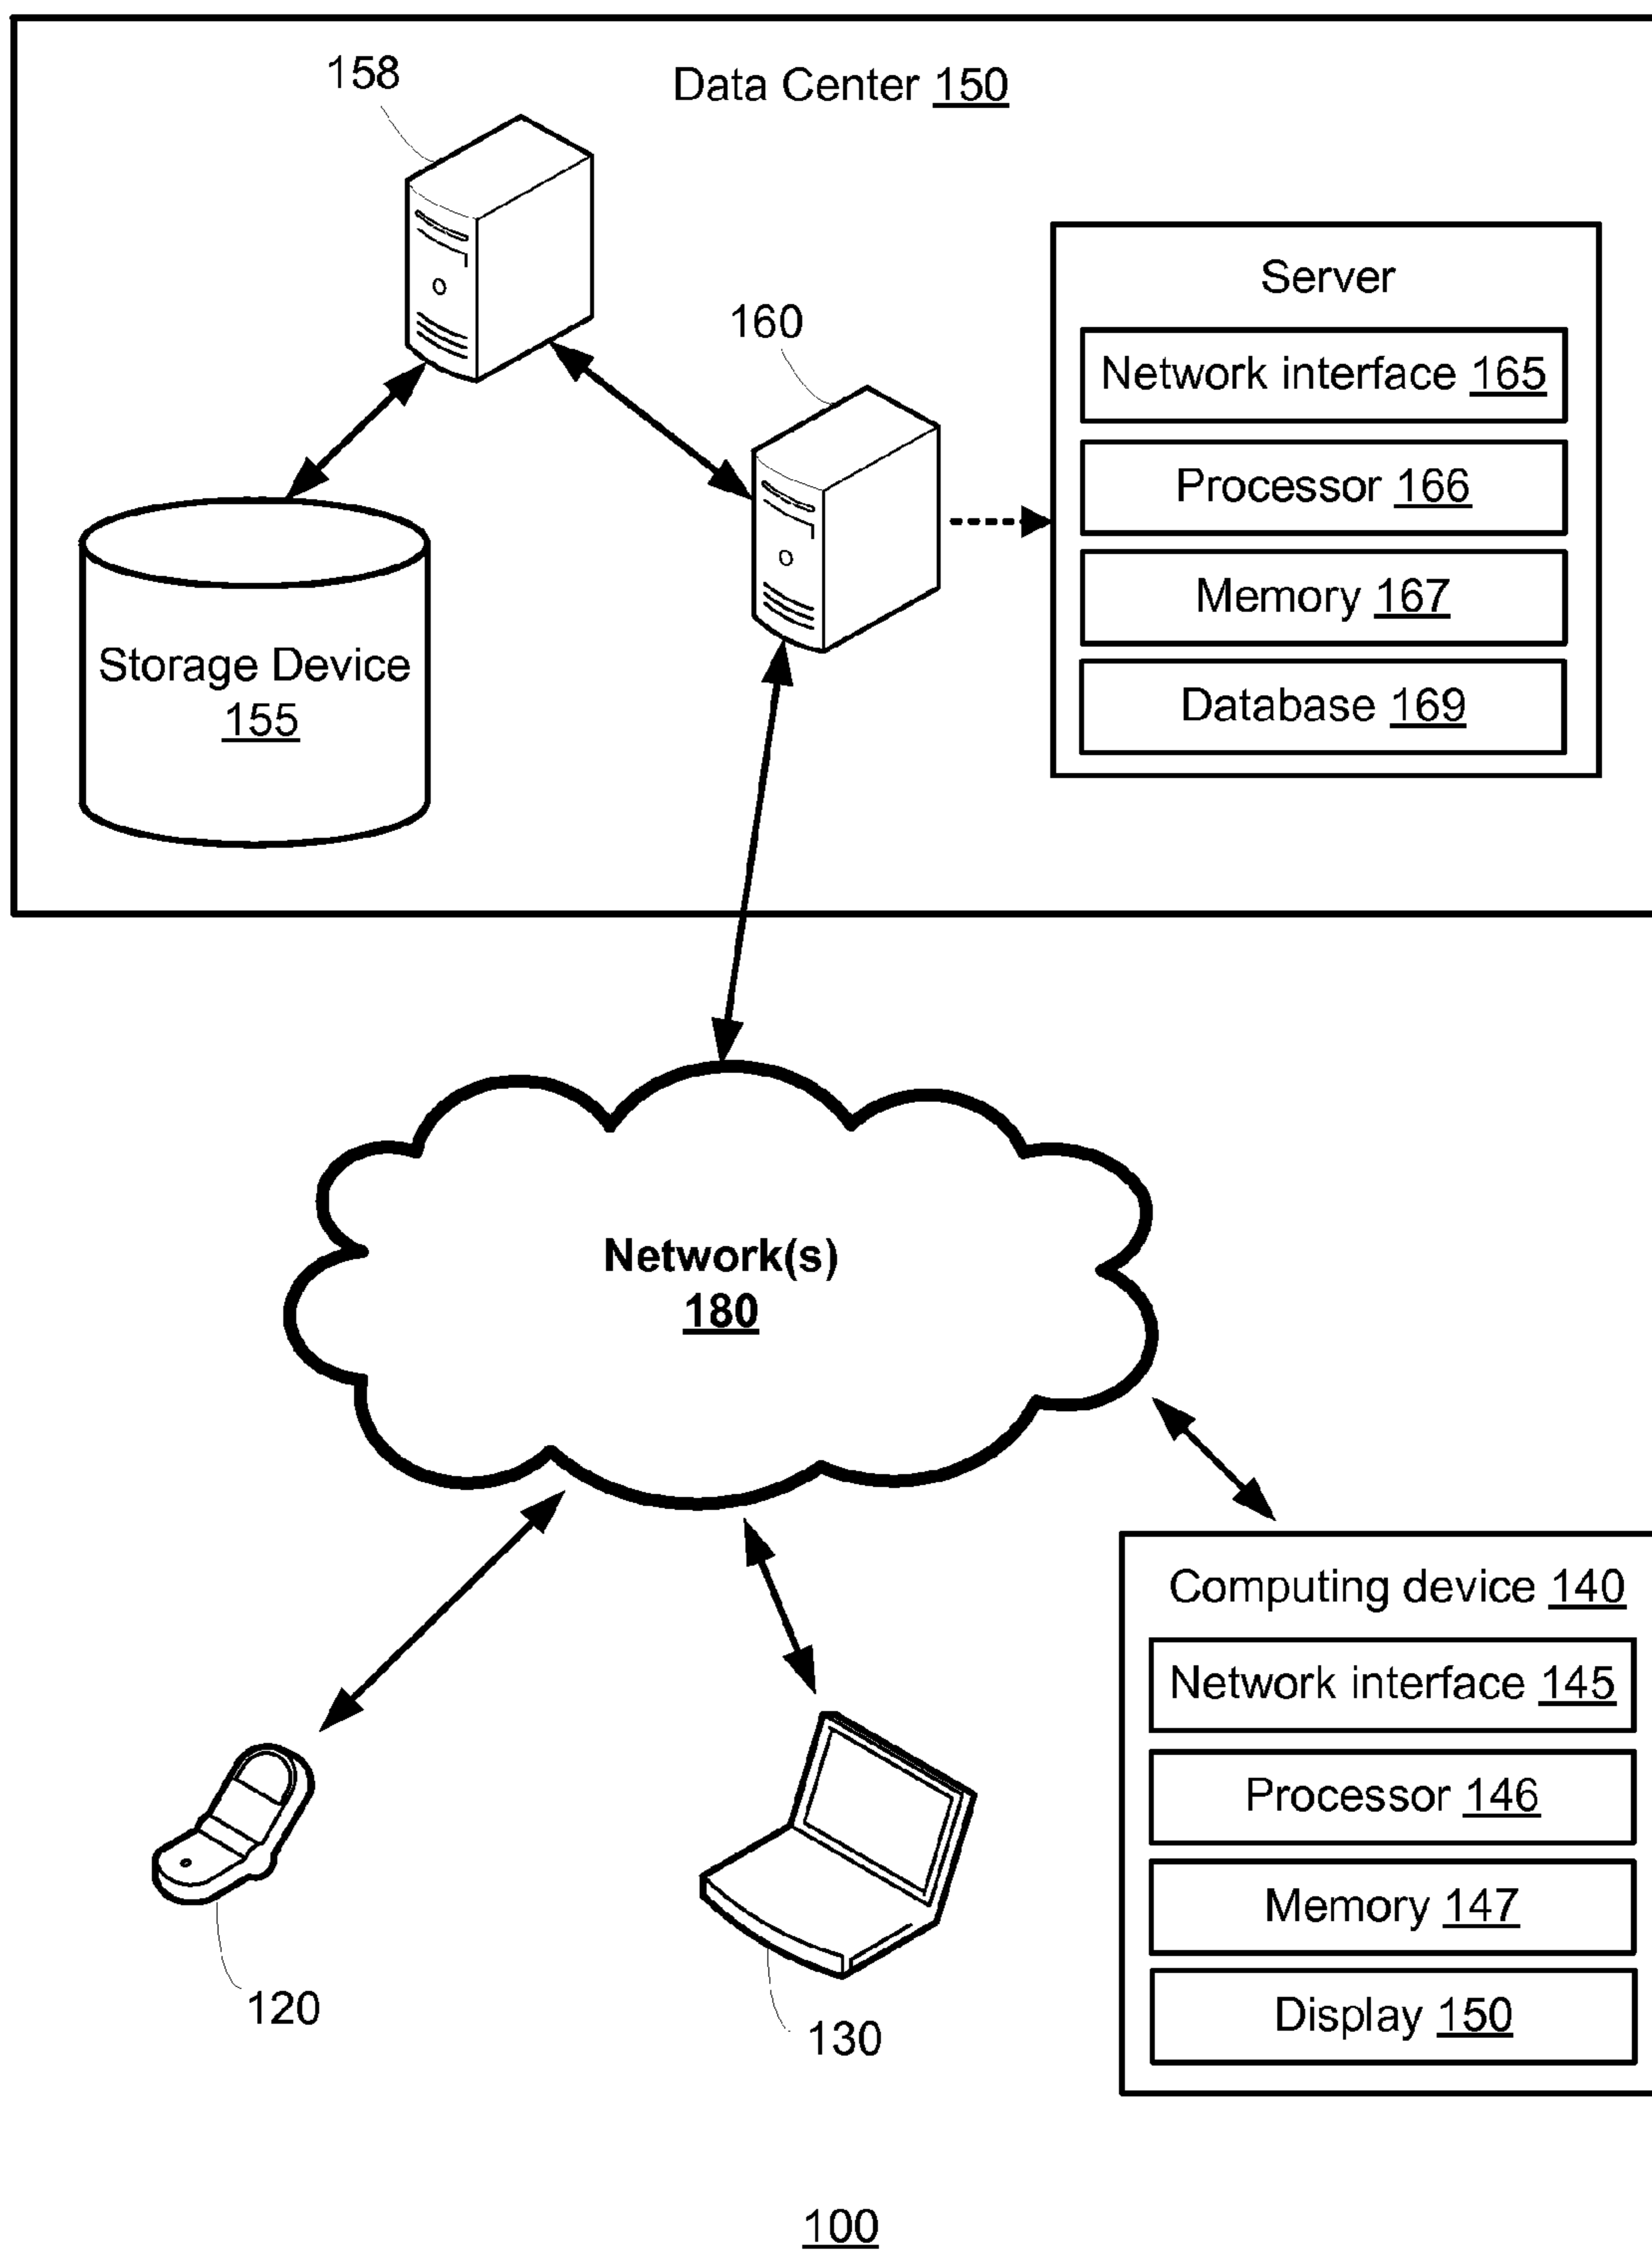 158
Data Center 150
Server
160
Network interface 165
Processor 166
Memory 167
Database 169
Storage Device
155
Network(s)
180
Computing device 140
Network interface 145
Processor 146
Memory 147
Display 150
120
130
100